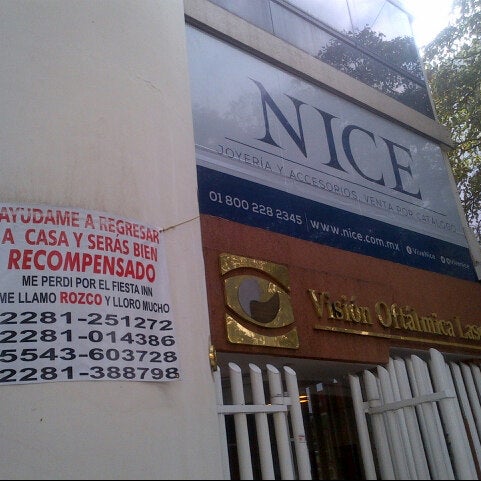 NICE
JOYERÍA Y ACCESORIOS, VENTA POR CATÁLOGO
01 800 228 2345 | www.nice.com.mx
Visión Oftálmica
AYUDAME A REGRESAR
A CASA Y SERAS BIEN
RECOMPENSADO
ME PERDI POR EL FIESTA INN
ME LLAMO ROZCO Y LLORO MUCHO
2281-251272
2281-014386
5543-603728
2281-388798